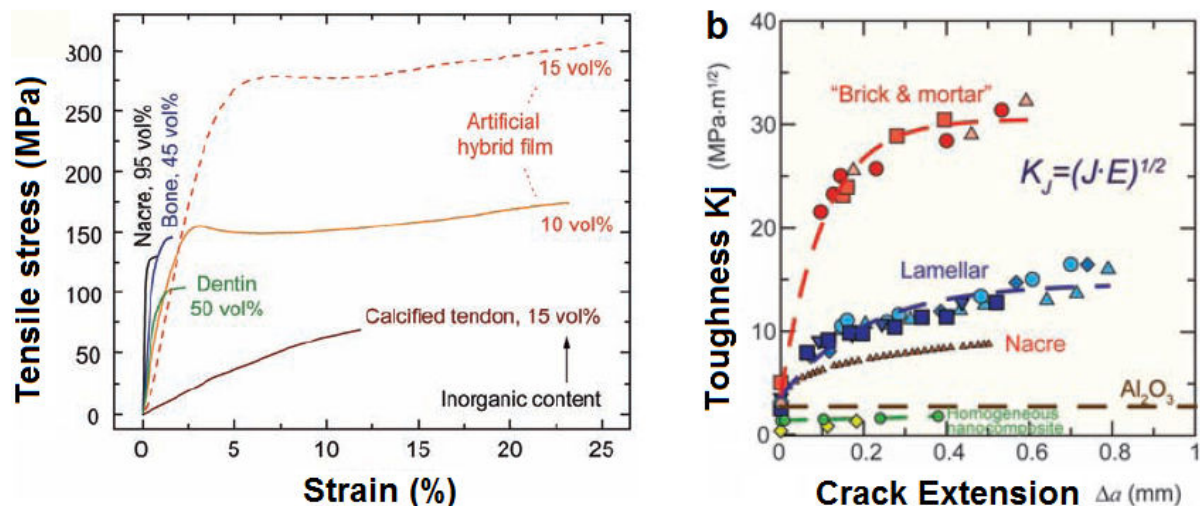 Tensile stress (MPa)
300
250
200
150
100
50
0
Nacre, 95 vol%
Bone, 45 vol%
15 vol%
Artificial
hybrid film
10 vol%
Dentin
50 vol%
Calcified tendon, 15 vol%
Inorganic content
0 5 10 15 20 25
Strain (%)
b
Toughness Kj (MPa·m1/2)
40
30
20
10
0
"Brick & mortar"
KJ=(J·E)1/2
Lamellar
Nacre
Al2O3
Homogeneous
nanocomposite
0 0.2 0.4 0.6 0.8 1
Crack Extension Δa (mm)